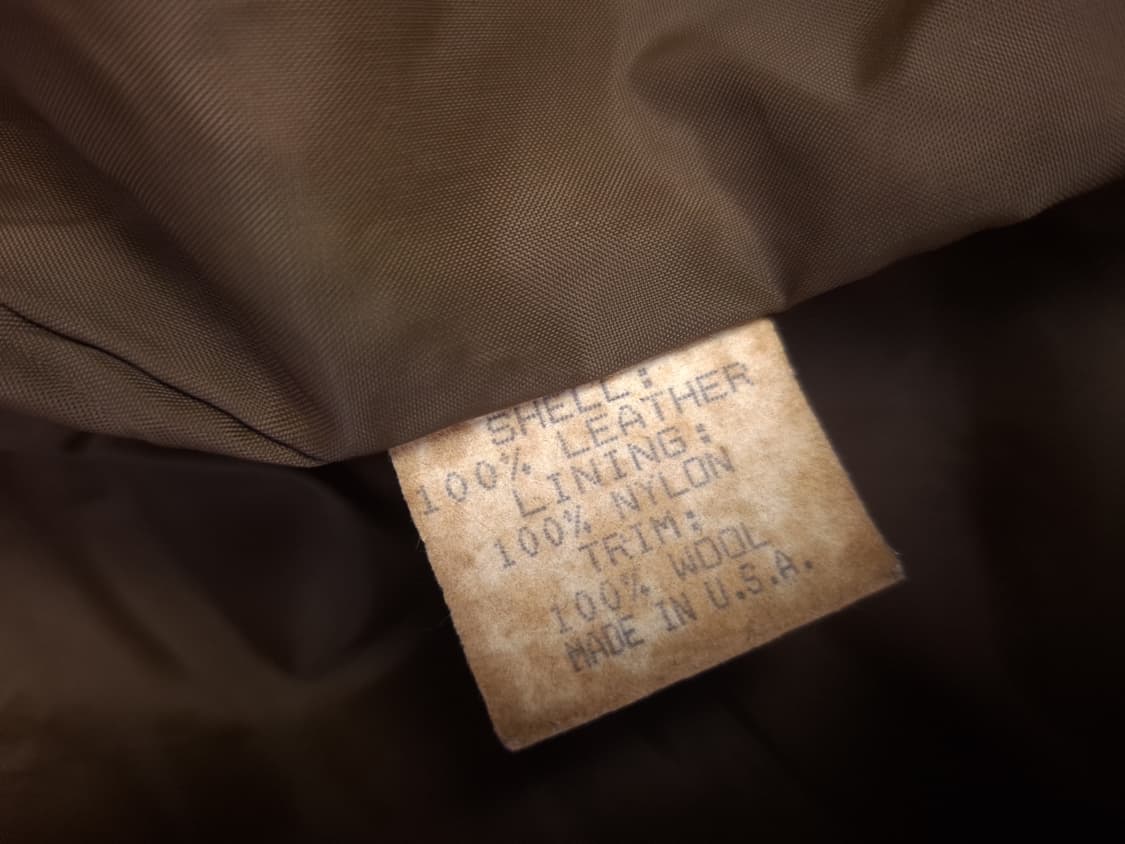 SHELL:
100% LEATHER
LINING:
100% NYLON
TRIM:
100% WOOL
MADE IN U.S.A.